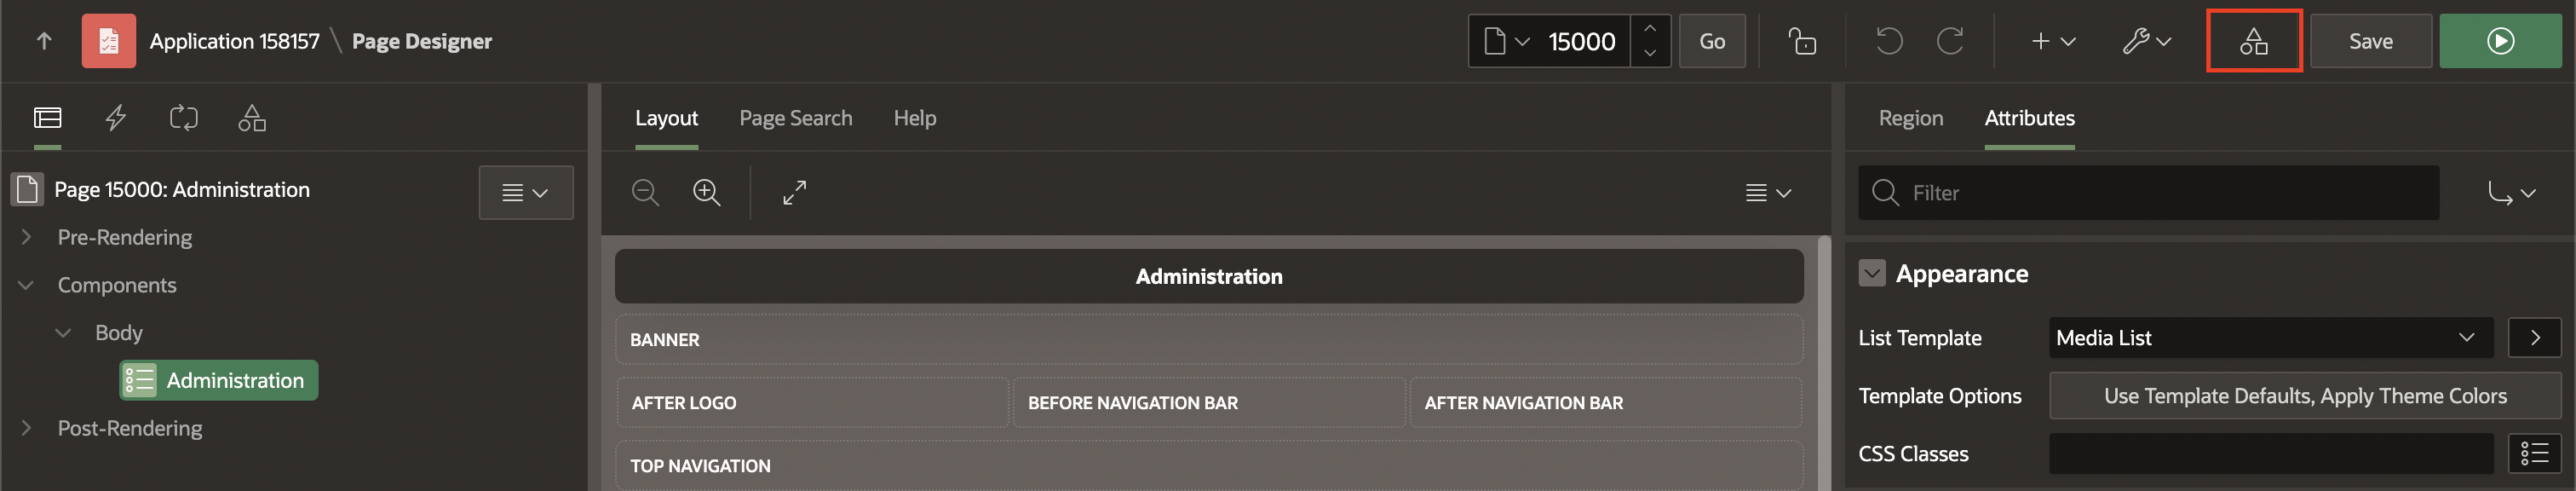 Application 158157 \ Page Designer
15000
Go
Save
Layout
Page Search
Help
Region
Attributes
Page 15000: Administration
Filter
Pre-Rendering
Components
Body
Administration
Post-Rendering
Administration
BANNER
AFTER LOGO
BEFORE NAVIGATION BAR
AFTER NAVIGATION BAR
TOP NAVIGATION
Appearance
List Template
Media List
Template Options
Use Template Defaults, Apply Theme Colors
CSS Classes